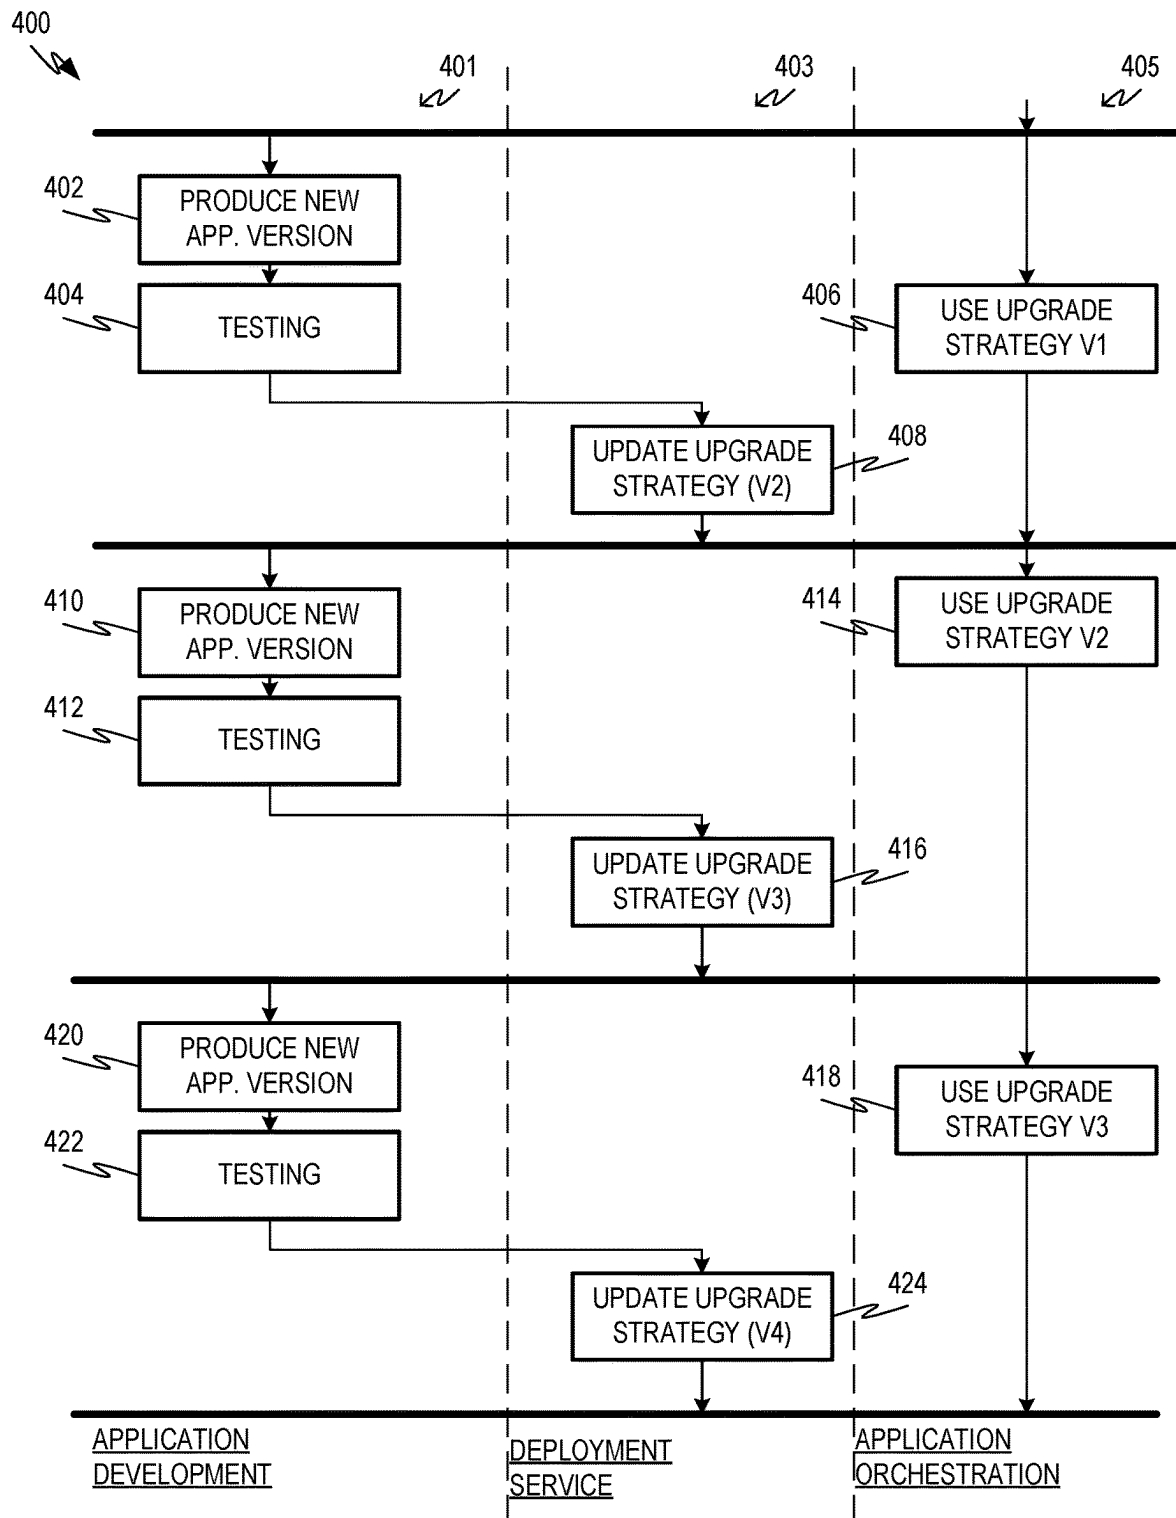 400
401
403
405
402
PRODUCE NEW
APP. VERSION
404
TESTING
406
USE UPGRADE
STRATEGY V1
UPDATE UPGRADE
STRATEGY (V2)
408
410
PRODUCE NEW
APP. VERSION
414
USE UPGRADE
STRATEGY V2
412
TESTING
UPDATE UPGRADE
STRATEGY (V3)
416
420
PRODUCE NEW
APP. VERSION
418
USE UPGRADE
STRATEGY V3
422
TESTING
UPDATE UPGRADE
STRATEGY (V4)
424
APPLICATION
DEVELOPMENT
DEPLOYMENT
SERVICE
APPLICATION
ORCHESTRATION